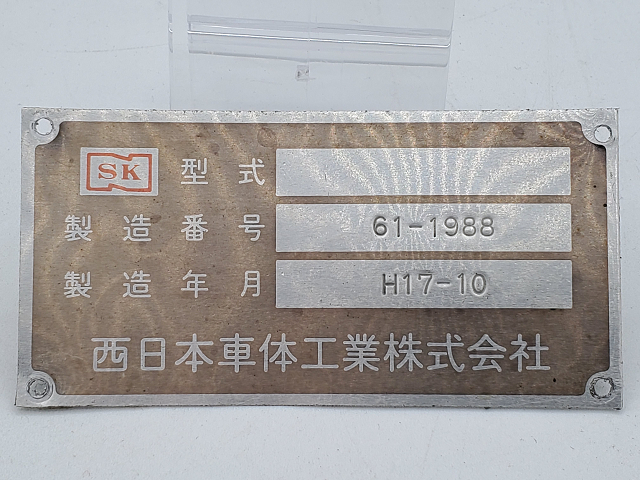 SK 型式
製造番号 61-1988
製造年月 H17-10
西日本車体工業株式会社